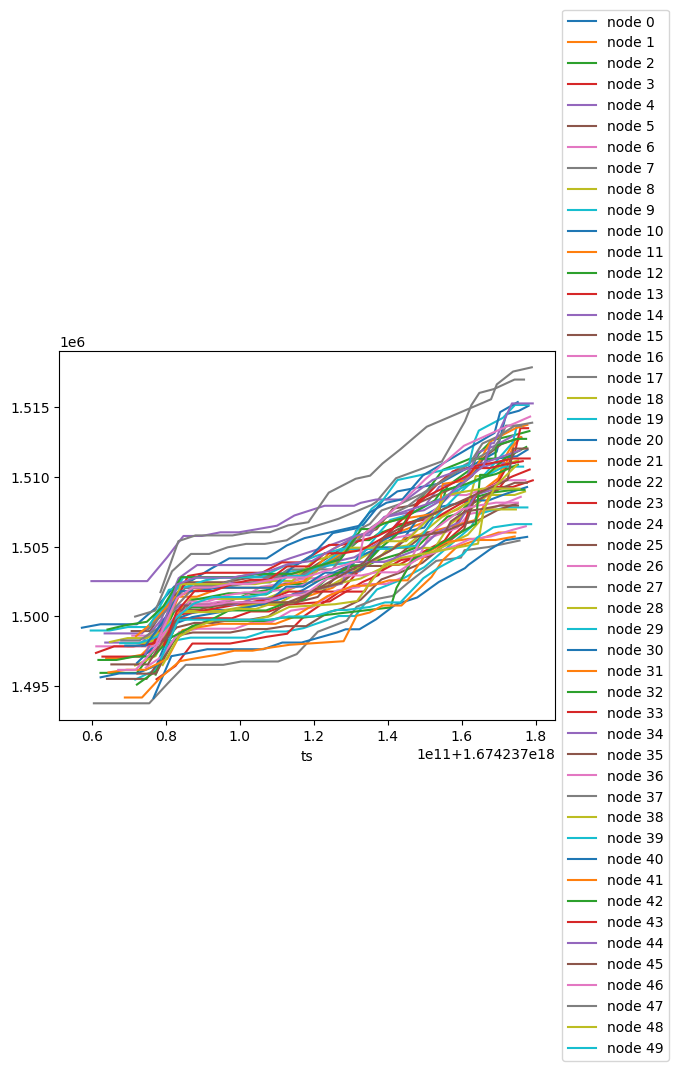 1e6
1.515
1.510
1.505
1.500
1.495
0.6 0.8 1.0 1.2 1.4 1.6 1.8
ts
1e11+1.674237e18
node 0
node 1
node 2
node 3
node 4
node 5
node 6
node 7
node 8
node 9
node 10
node 11
node 12
node 13
node 14
node 15
node 16
node 17
node 18
node 19
node 20
node 21
node 22
node 23
node 24
node 25
node 26
node 27
node 28
node 29
node 30
node 31
node 32
node 33
node 34
node 35
node 36
node 37
node 38
node 39
node 40
node 41
node 42
node 43
node 44
node 45
node 46
node 47
node 48
node 49